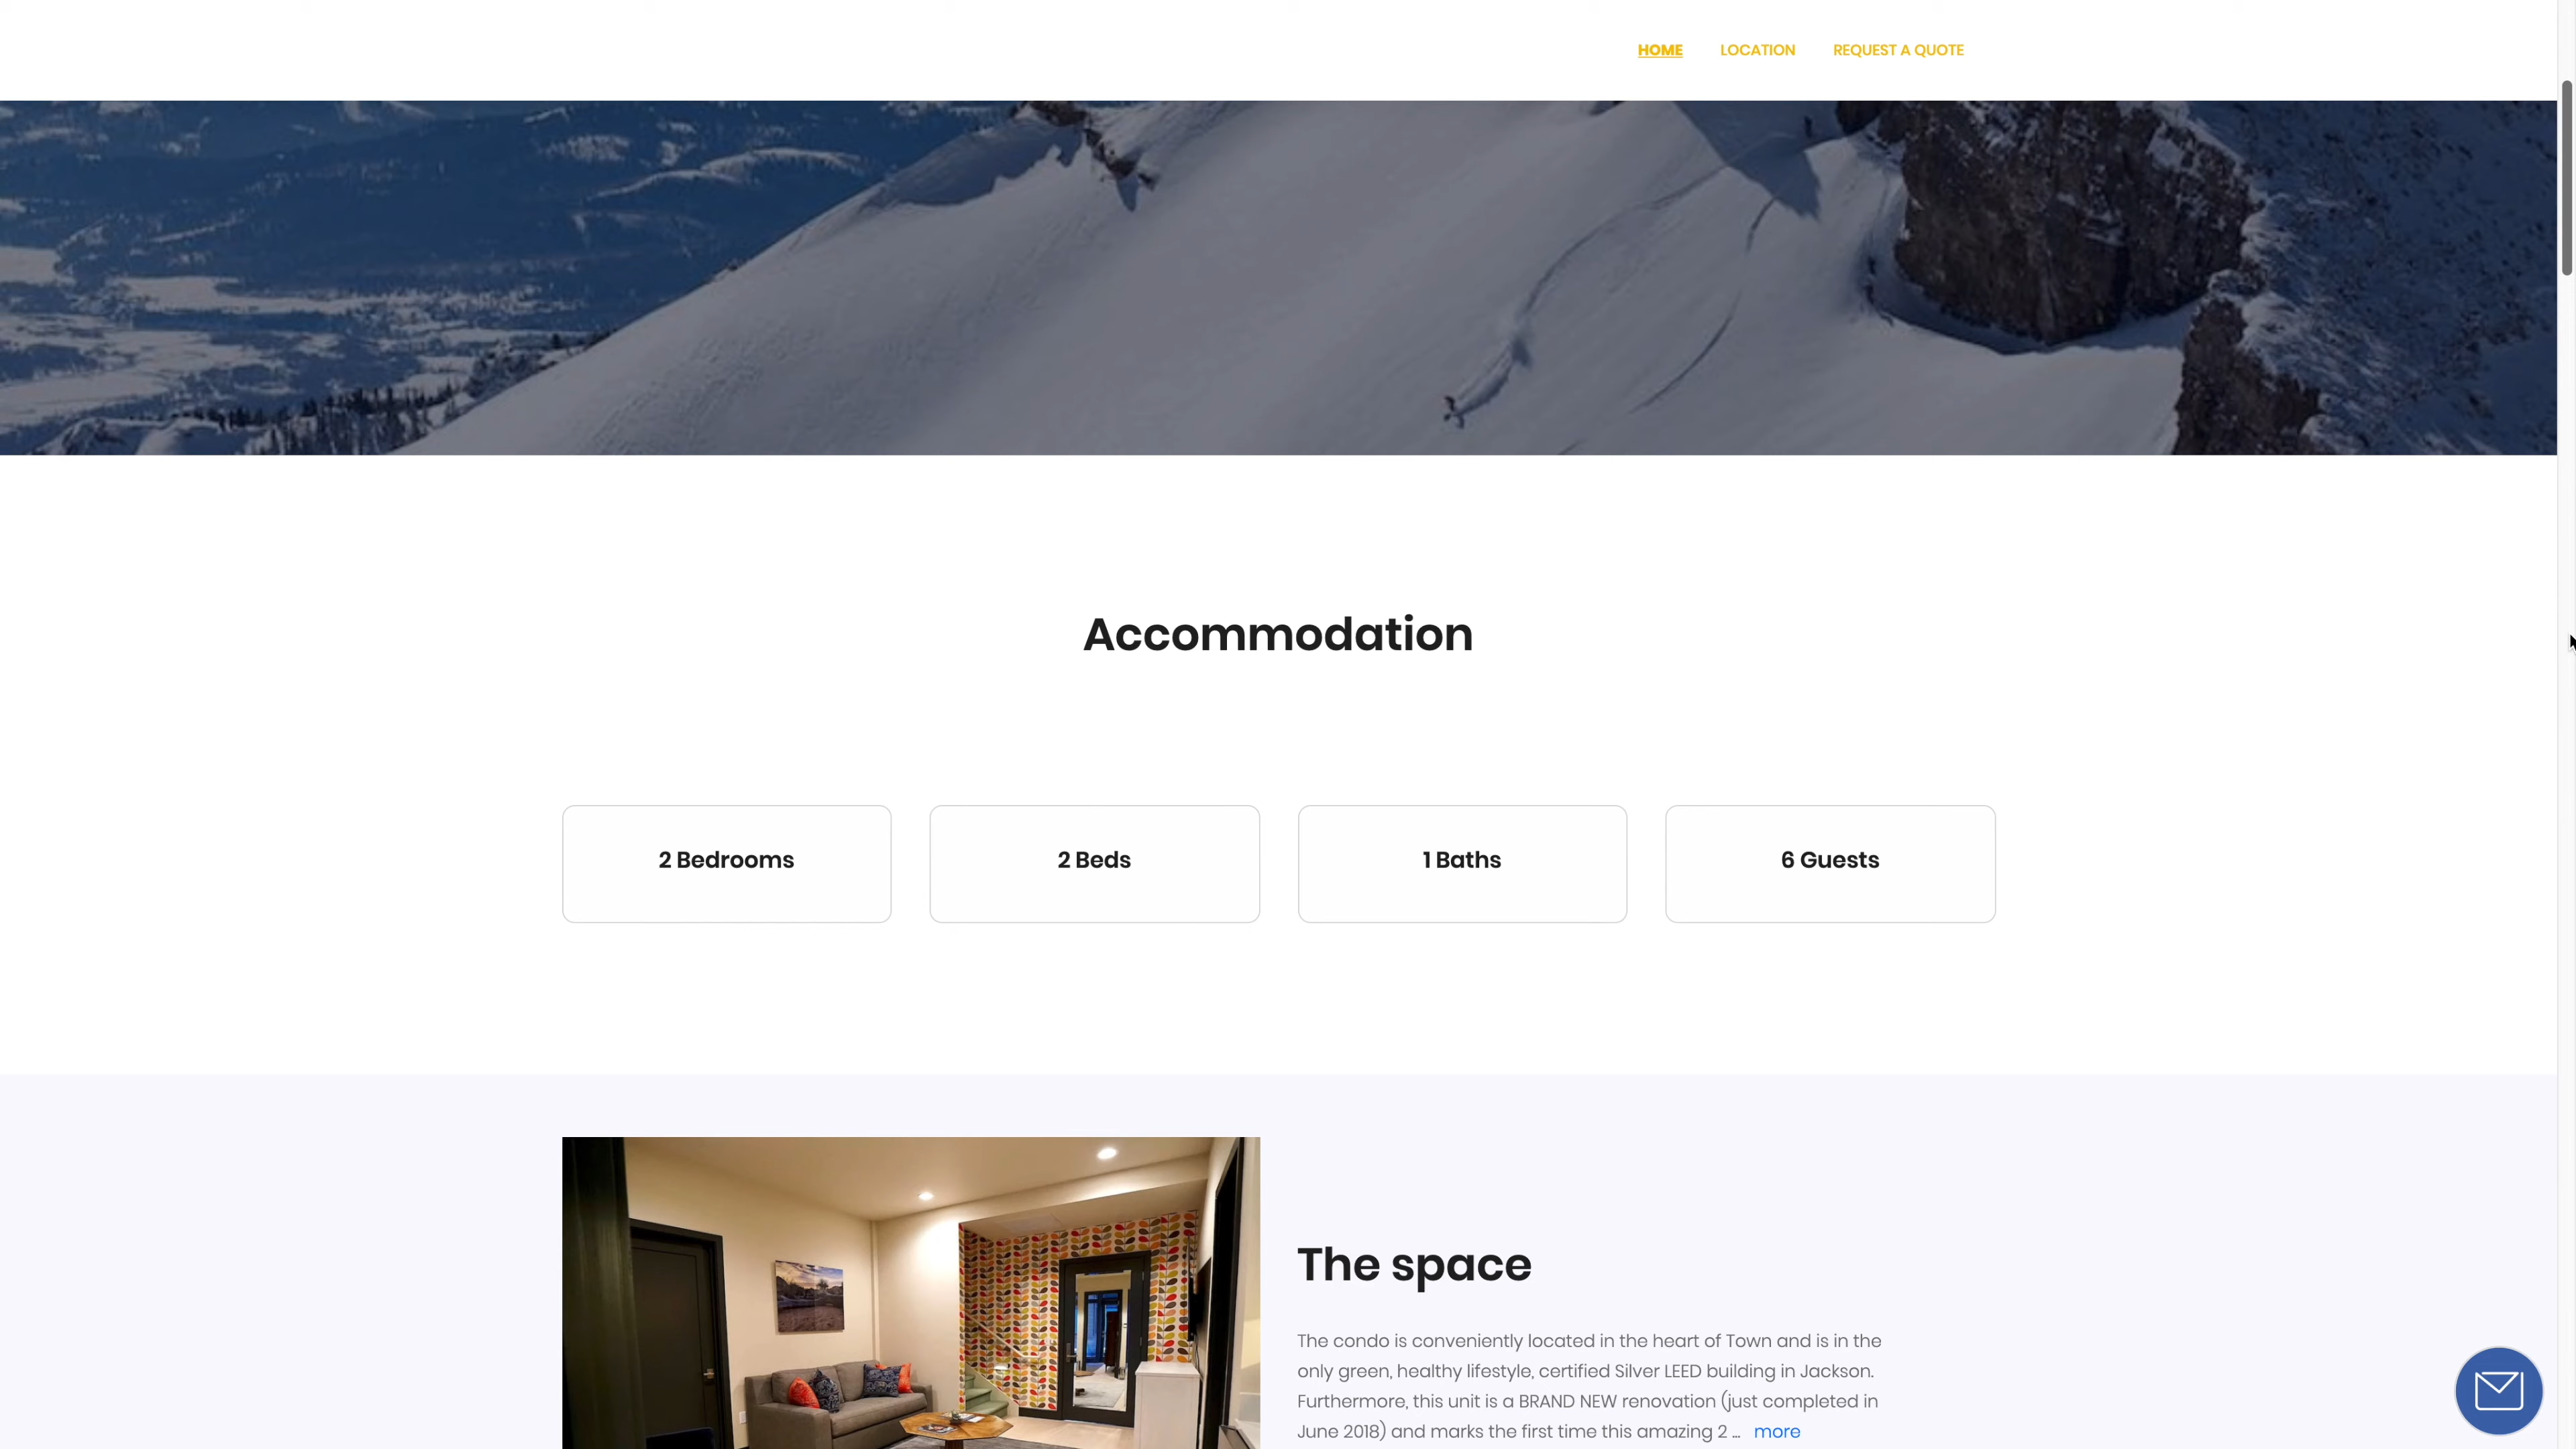 HOME LOCATION REQUEST A QUOTE
Accommodation
2 Bedrooms
2 Beds
1 Baths
6 Guests
The space
The condo is conveniently located in the heart of Town and is in the
only green, healthy lifestyle, certified Silver LEED building in Jackson.
Furthermore, this unit is a BRAND NEW renovation (just completed in
June 2018) and marks the first time this amazing 2 ... more